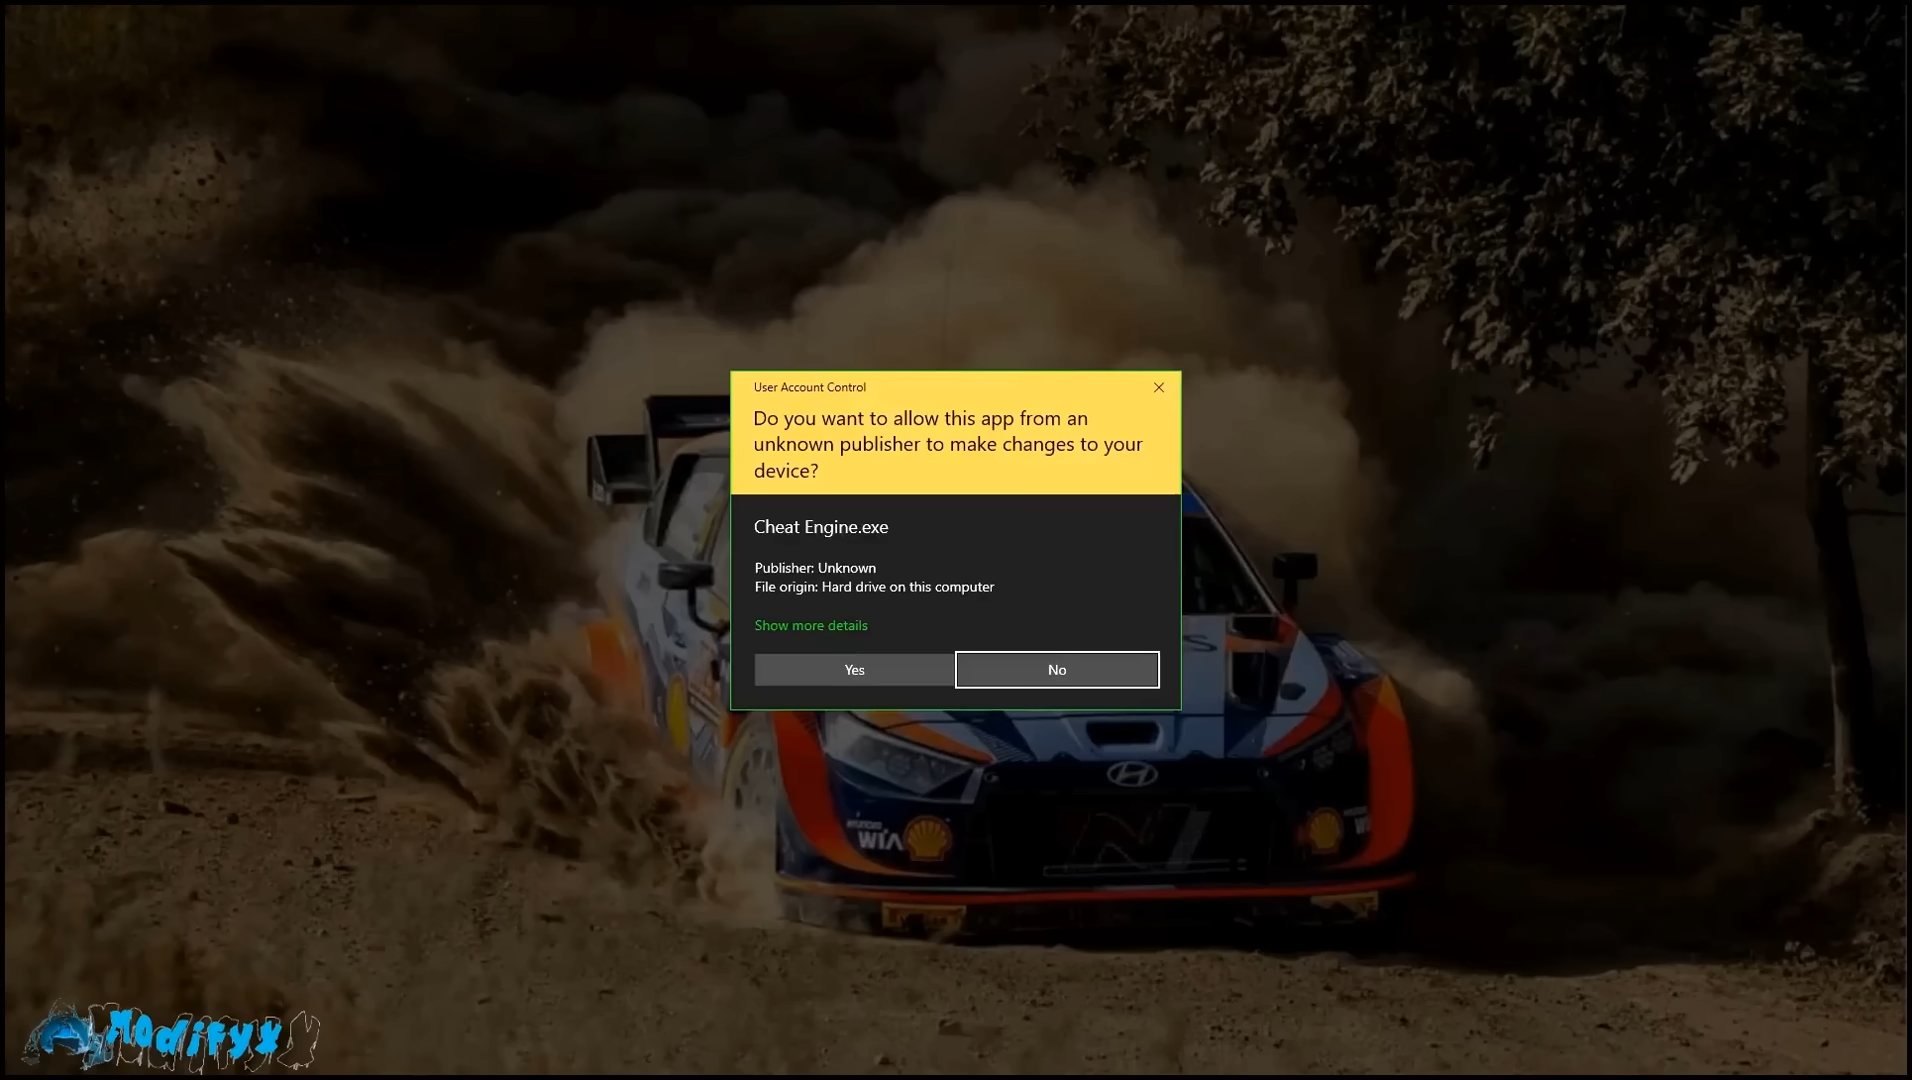 User Account Control
Do you want to allow this app from an
unknown publisher to make changes to your
device?
Cheat Engine.exe
Publisher: Unknown
File origin: Hard drive on this computer
Show more details
Yes
No
WIA
Modifyx